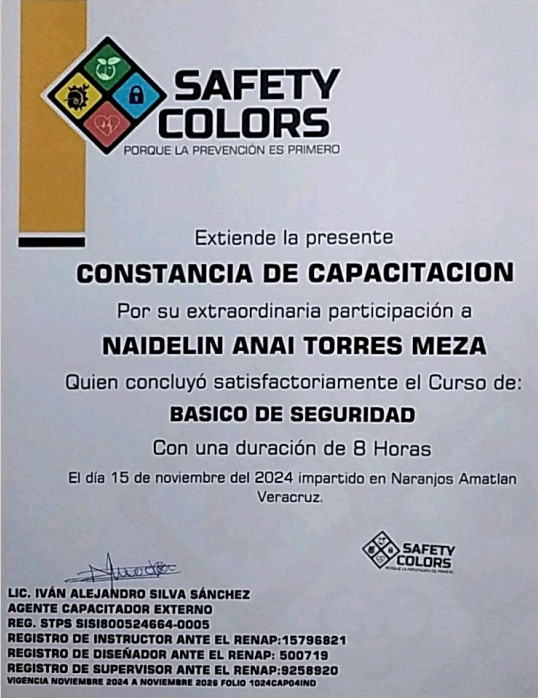 SAFETY
COLORS
PORQUE LA PREVENCIÓN ES PRIMERO
Extiende la presente
CONSTANCIA DE CAPACITACION
Por su extraordinaria participación a
NAIDELIN ANAI TORRES MEZA
Quien concluyó satisfactoriamente el Curso de:
BASICO DE SEGURIDAD
Con una duración de 8 Horas
El día 15 de noviembre del 2024 impartido en Naranjos Amatlan
Veracruz.
SAFETY
COLORS
PORQUE LA PREVENCIÓN ES PRIMERO
LIC. IVÁN ALEJANDRO SILVA SÁNCHEZ
AGENTE CAPACITADOR EXTERNO
REG. STPS SISI800524664-0005
REGISTRO DE INSTRUCTOR ANTE EL RENAP:15796821
REGISTRO DE DISEÑADOR ANTE EL RENAP: 500719
REGISTRO DE SUPERVISOR ANTE EL RENAP:9258920
VIGENCIA NOVIEMBRE 2024 A NOVIEMBRE 2026 FOLIO 1024CAP04IND